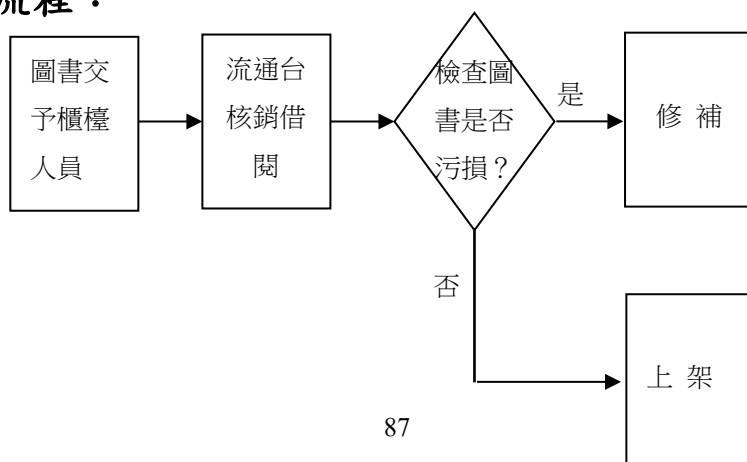 流程：
圖書交
予櫃檯
人員
流通台
核銷借
閱
檢查圖
書是否
污損？
是
修 補
否
上 架
87